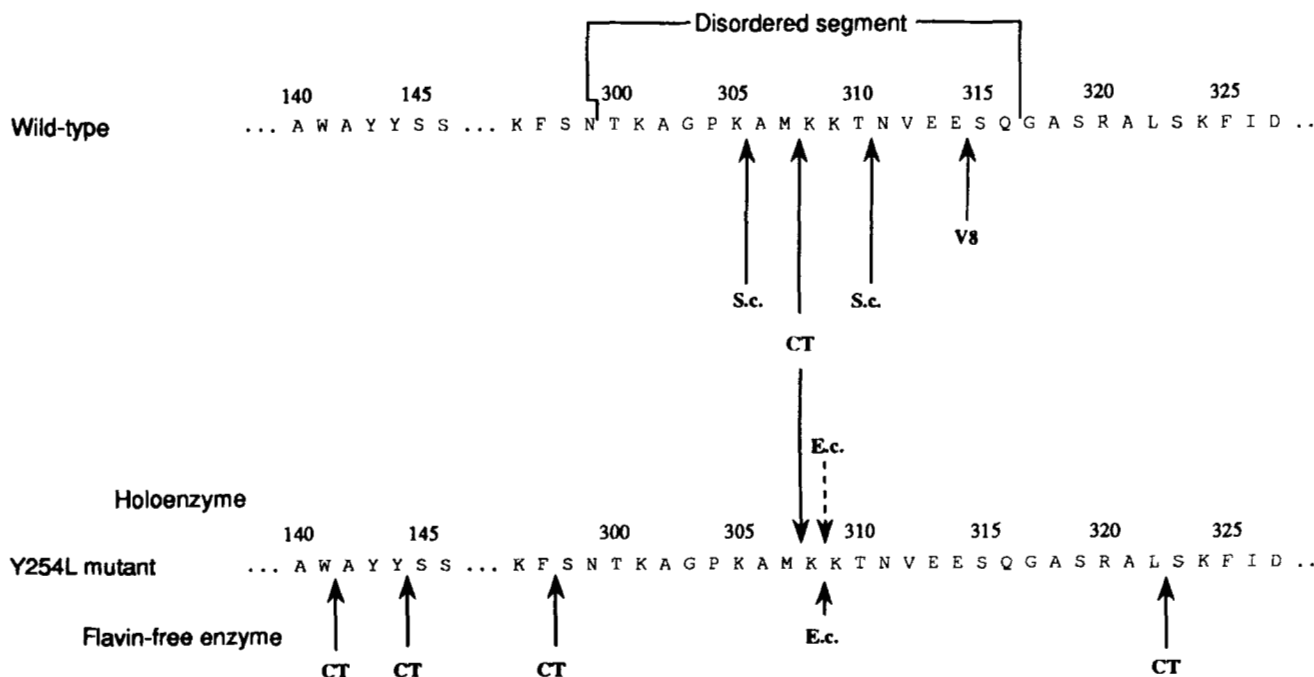 Disordered segment
140 145 300 305 310 315 320 325
Wild-type ... A W A Y Y S S ... K F S N T K A G P K A M K K T N V E E S Q G A S R A L S K F I D ..
V8
S.c. S.c.
CT
E.c.
Holoenzyme
140 145 300 305 310 315 320 325
Y254L mutant ... A W A Y Y S S ... K F S N T K A G P K A M K K T N V E E S Q G A S R A L S K F I D ..
Flavin-free enzyme E.c.
CT CT CT CT